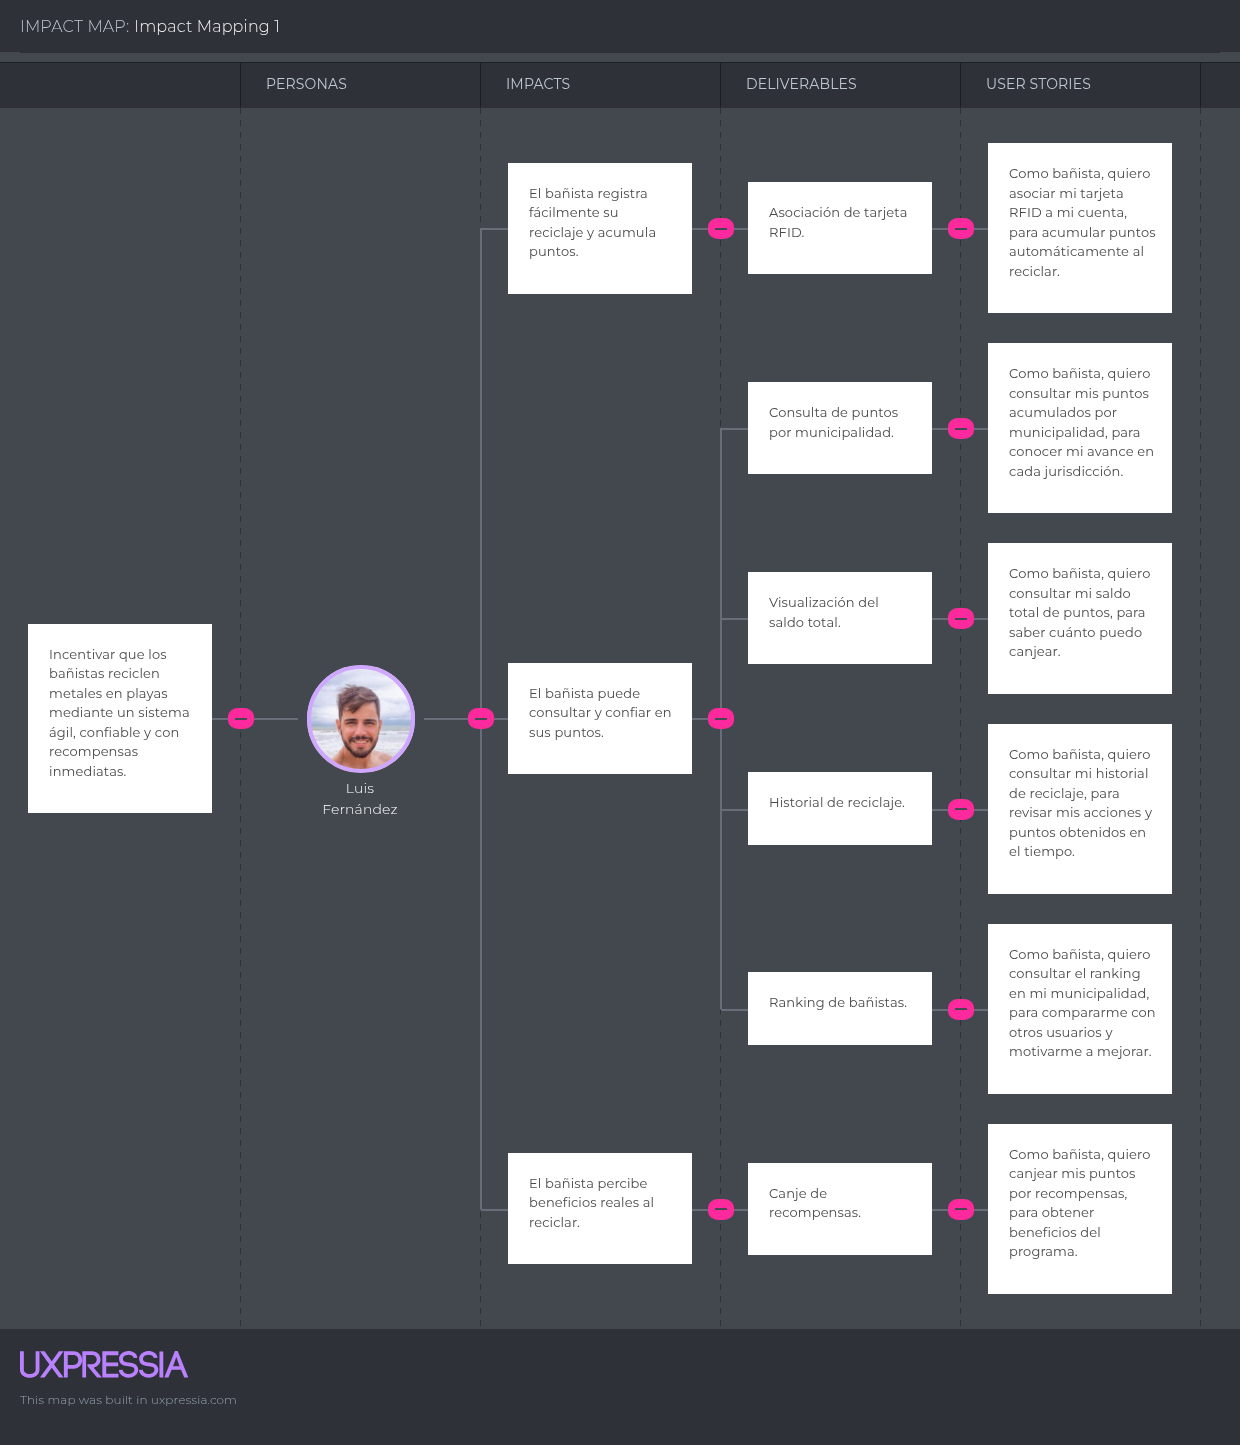 IMPACT MAP: Impact Mapping 1
PERSONAS
IMPACTS
DELIVERABLES
USER STORIES
Incentivar que los
bañistas reciclen
metales en playas
mediante un sistema
ágil, confiable y con
recompensas
inmediatas.
Luis
Fernández
El bañista registra
fácilmente su
reciclaje y acumula
puntos.
Asociación de tarjeta
RFID.
Como bañista, quiero
asociar mi tarjeta
RFID a mi cuenta,
para acumular puntos
automáticamente al
reciclar.
El bañista puede
consultar y confiar en
sus puntos.
Consulta de puntos
por municipalidad.
Como bañista, quiero
consultar mis puntos
acumulados por
municipalidad, para
conocer mi avance en
cada jurisdicción.
Visualización del
saldo total.
Como bañista, quiero
consultar mi saldo
total de puntos, para
saber cuánto puedo
canjear.
Historial de reciclaje.
Como bañista, quiero
consultar mi historial
de reciclaje, para
revisar mis acciones y
puntos obtenidos en
el tiempo.
Ranking de bañistas.
Como bañista, quiero
consultar el ranking
en mi municipalidad,
para compararme con
otros usuarios y
motivarme a mejorar.
El bañista percibe
beneficios reales al
reciclar.
Canje de
recompensas.
Como bañista, quiero
canjear mis puntos
por recompensas,
para obtener
beneficios del
programa.
UXPRESSIA
This map was built in uxpressia.com